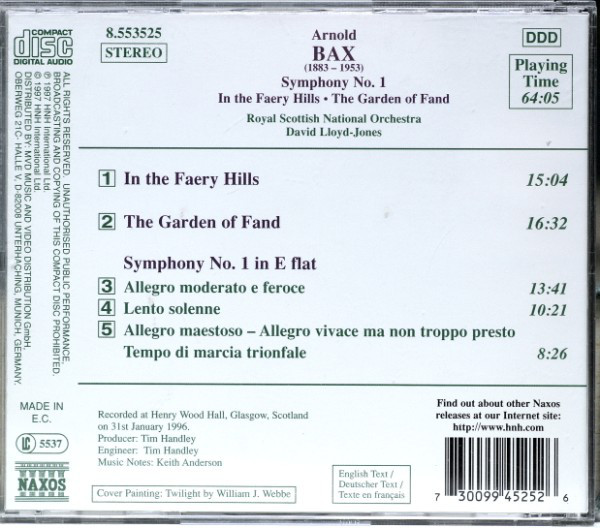 COMPACT
disc
DIGITAL AUDIO
8.553525
STEREO
Arnold
BAX
(1883 – 1953)
Symphony No. 1
In the Faery Hills • The Garden of Fand
Royal Scottish National Orchestra
David Lloyd-Jones
DDD
Playing
Time
64:05
ALL RIGHTS RESERVED. UNAUTHORISED PUBLIC PERFORMANCE,
BROADCASTING AND COPYING OF THIS COMPACT DISC PROHIBITED.
℗ 1997 HNH International Ltd.
© 1997 HNH International Ltd.
DISTRIBUTED BY: MVD MUSIC AND VIDEO DISTRIBUTION GmbH,
OBERWEG 21C- HALLE V, D-82008 UNTERHACHING, MUNICH, GERMANY.
1 In the Faery Hills 15:04
2 The Garden of Fand 16:32
Symphony No. 1 in E flat
3 Allegro moderato e feroce 13:41
4 Lento solenne 10:21
5 Allegro maestoso – Allegro vivace ma non troppo presto
Tempo di marcia trionfale 8:26
MADE IN
E.C.
LC 5537
NAXOS
Recorded at Henry Wood Hall, Glasgow, Scotland
on 31st January 1996.
Producer: Tim Handley
Engineer: Tim Handley
Music Notes: Keith Anderson
Cover Painting: Twilight by William J. Webbe
English Text /
Deutscher Text /
Texte en français
Find out about other Naxos
releases at our Internet site:
http://www.hnh.com
7 30099 45252 6